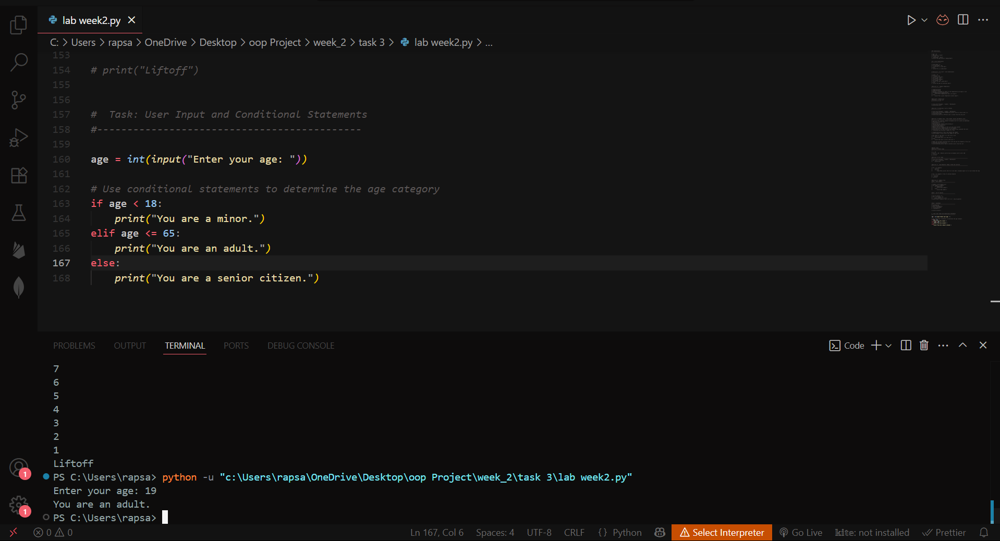 lab week2.py
C: > Users > rapsa > OneDrive > Desktop > oop Project > week_2 > task 3 > lab week2.py > ...
153
154 # print("Liftoff")
155
156
157 #  Task: User Input and Conditional Statements
158 #--------------------------------------------
159
160 age = int(input("Enter your age: "))
161
162 # Use conditional statements to determine the age category
163 if age < 18:
164     print("You are a minor.")
165 elif age <= 65:
166     print("You are an adult.")
167 else:
168     print("You are a senior citizen.")
PROBLEMS OUTPUT TERMINAL PORTS DEBUG CONSOLE Code
7
6
5
4
3
2
1
Liftoff
PS C:\Users\rapsa> python -u "c:\Users\rapsa\OneDrive\Desktop\oop Project\week_2\task 3\lab week2.py"
Enter your age: 19
You are an adult.
PS C:\Users\rapsa>
1
1
0 0 Ln 167, Col 6 Spaces: 4 UTF-8 CRLF {} Python Select Interpreter Go Live kite: not installed Prettier